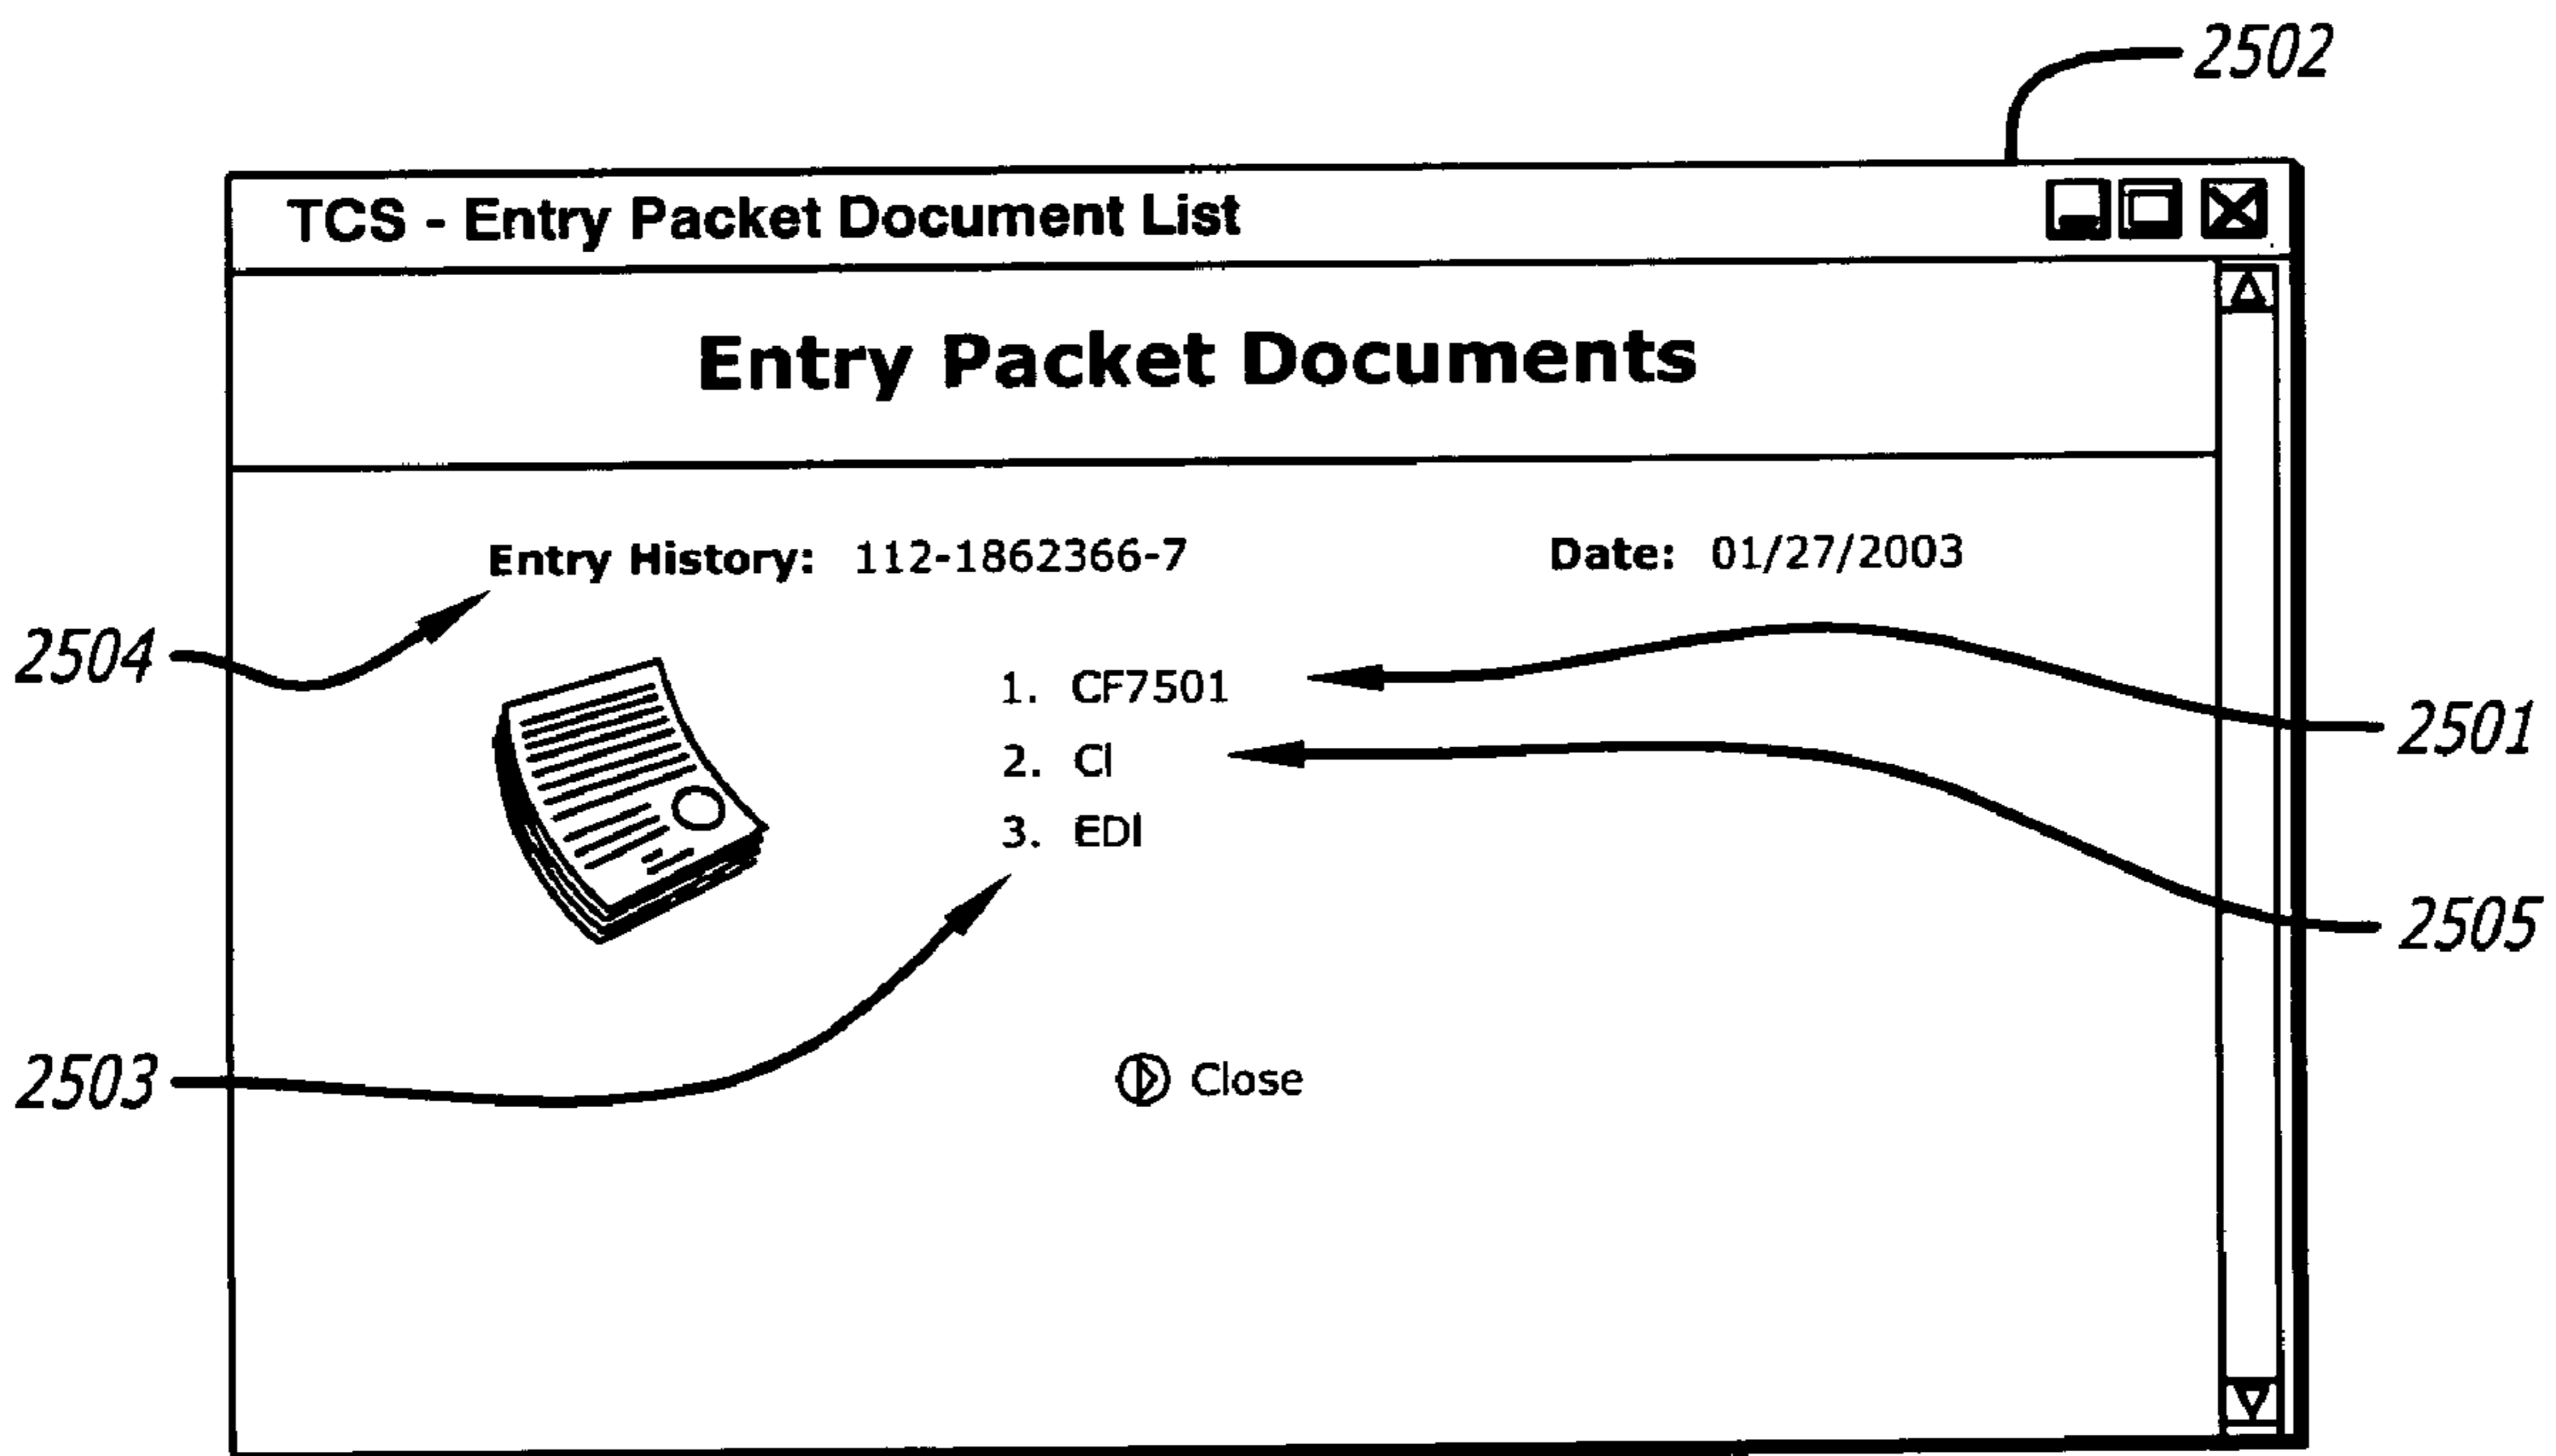 2502
TCS - Entry Packet Document List
Entry Packet Documents
Entry History: 112-1862366-7 Date: 01/27/2003
2504
1. CF7501
2501
2. CI
3. EDI
2505
2503
Close